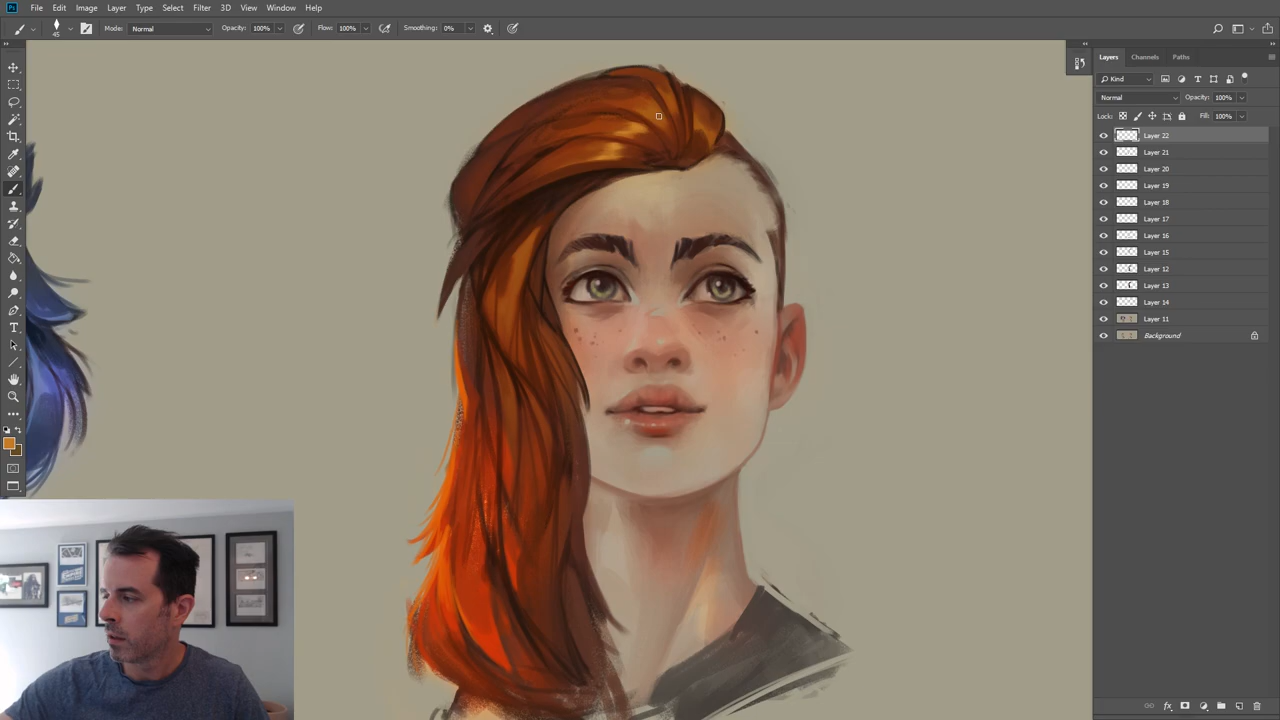 Ps File Edit Image Layer Type Select Filter 3D View Window Help
45 Mode: Normal Opacity: 100% Flow: 100% Smoothing: 0%
Layers Channels Paths
Kind
Normal Opacity: 100%
Lock: Fill: 100%
Layer 22
Layer 21
Layer 20
Layer 19
Layer 18
Layer 17
Layer 16
Layer 15
Layer 12
Layer 13
Layer 14
Layer 11
Background